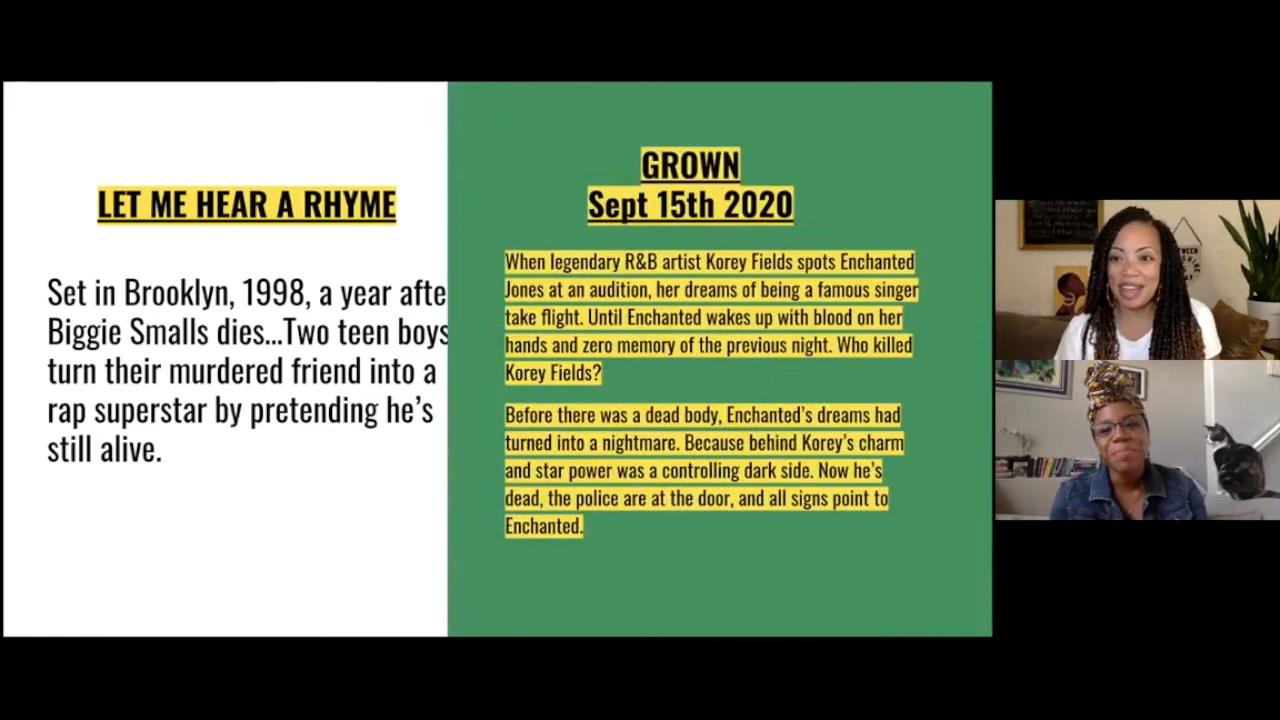 LET ME HEAR A RHYME
Set in Brooklyn, 1998, a year afte
Biggie Smalls dies...Two teen boys
turn their murdered friend into a
rap superstar by pretending he's
still alive.
GROWN
Sept 15th 2020
When legendary R&B artist Korey Fields spots Enchanted
Jones at an audition, her dreams of being a famous singer
take flight. Until Enchanted wakes up with blood on her
hands and zero memory of the previous night. Who killed
Korey Fields?
Before there was a dead body, Enchanted's dreams had
turned into a nightmare. Because behind Korey's charm
and star power was a controlling dark side. Now he's
dead, the police are at the door, and all signs point to
Enchanted.